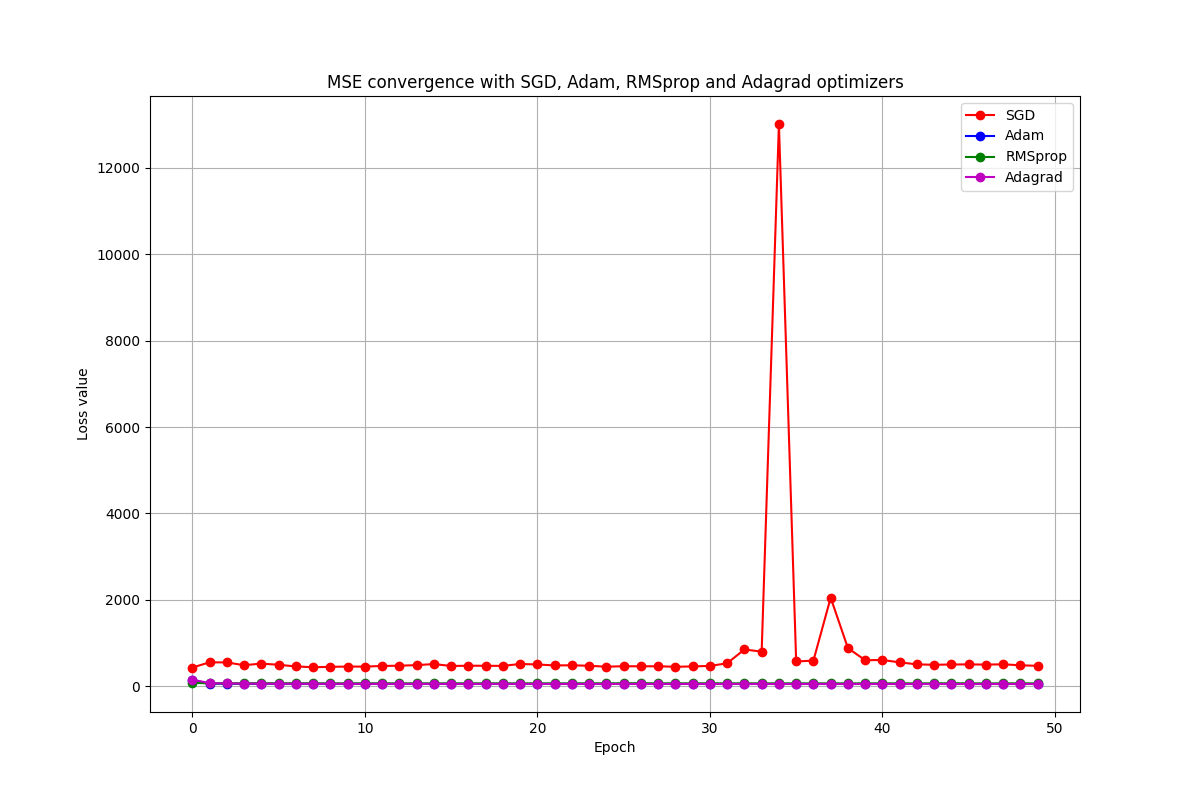 MSE convergence with SGD, Adam, RMSprop and Adagrad optimizers
SGD
Adam
RMSprop
Adagrad
Loss value
12000
10000
8000
6000
4000
2000
0
0 10 20 30 40 50
Epoch